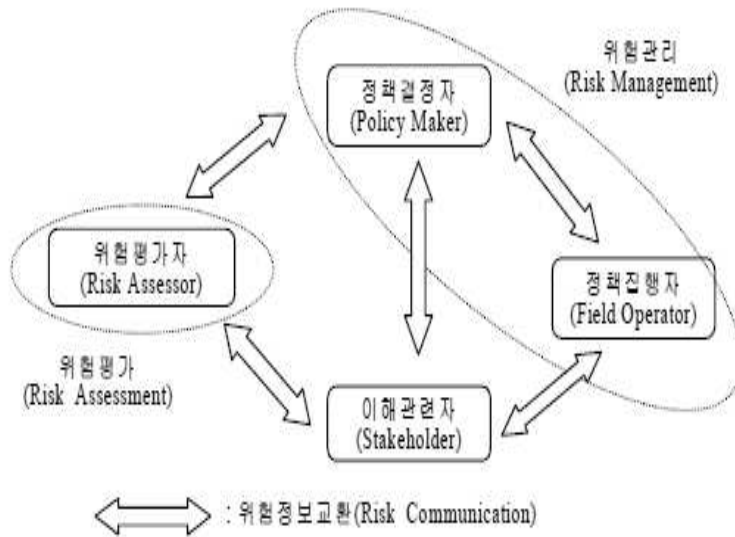 위험관리
(Risk Management)
정책결정자
(Policy Maker)
위험평가자
(Risk Assessor)
정책집행자
(Field Operator)
위험평가
(Risk Assessment)
이해관련자
(Stakeholder)
: 위험정보교환(Risk Communication)